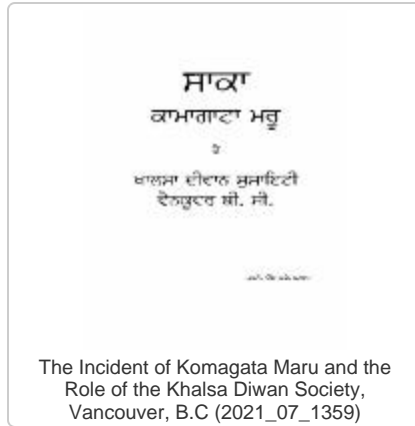 ਸਾਕਾ
ਕਾਮਾਗਾਟਾ ਮਰੂ
ਤੇ
ਖਾਲਸਾ ਦੀਵਾਨ ਸੁਸਾਇਟੀ
ਵੈਨਕੂਵਰ ਬੀ. ਸੀ.
The Incident of Komagata Maru and the
Role of the Khalsa Diwan Society,
Vancouver, B.C (2021_07_1359)